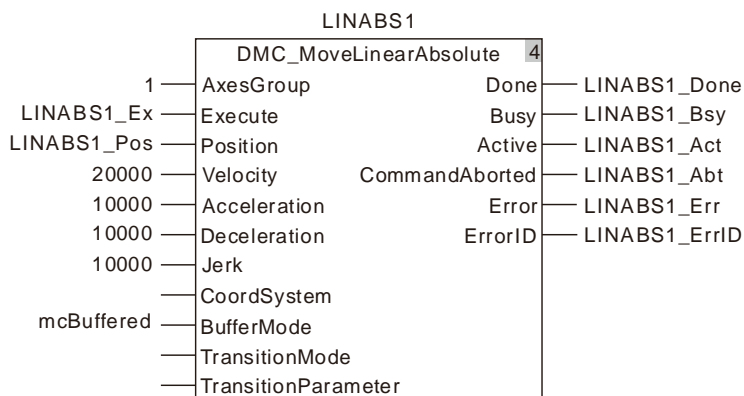 LINABS1
DMC_MoveLinearAbsolute 4
1 AxesGroup Done LINABS1_Done
LINABS1_Ex Execute Busy LINABS1_Bsy
LINABS1_Pos Position Active LINABS1_Act
20000 Velocity CommandAborted LINABS1_Abt
10000 Acceleration Error LINABS1_Err
10000 Deceleration ErrorID LINABS1_ErrID
10000 Jerk
CoordSystem
mcBuffered BufferMode
TransitionMode
TransitionParameter